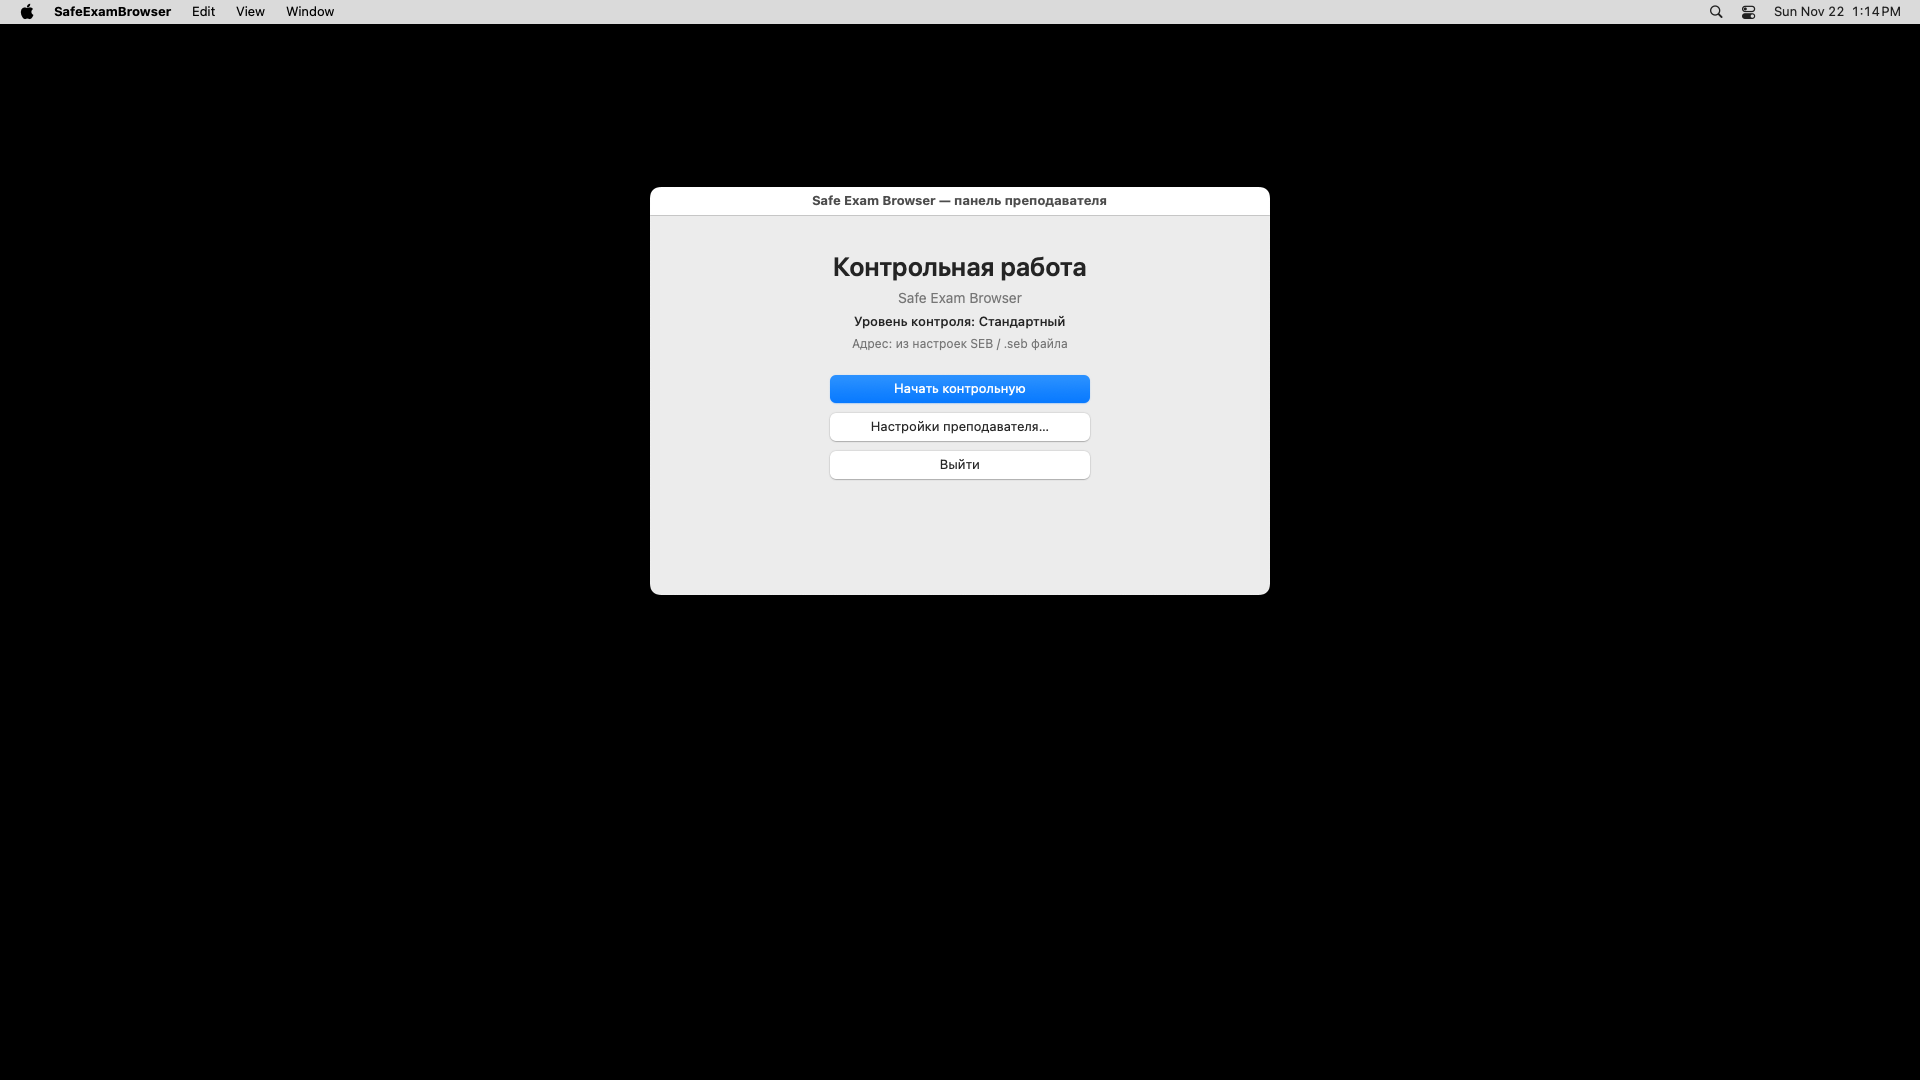 SafeExamBrowser Edit View Window Sun Nov 22 1:14 PM
Safe Exam Browser — панель преподавателя
Контрольная работа
Safe Exam Browser
Уровень контроля: Стандартный
Адрес: из настроек SEB / .seb файла
Начать контрольную
Настройки преподавателя...
Выйти